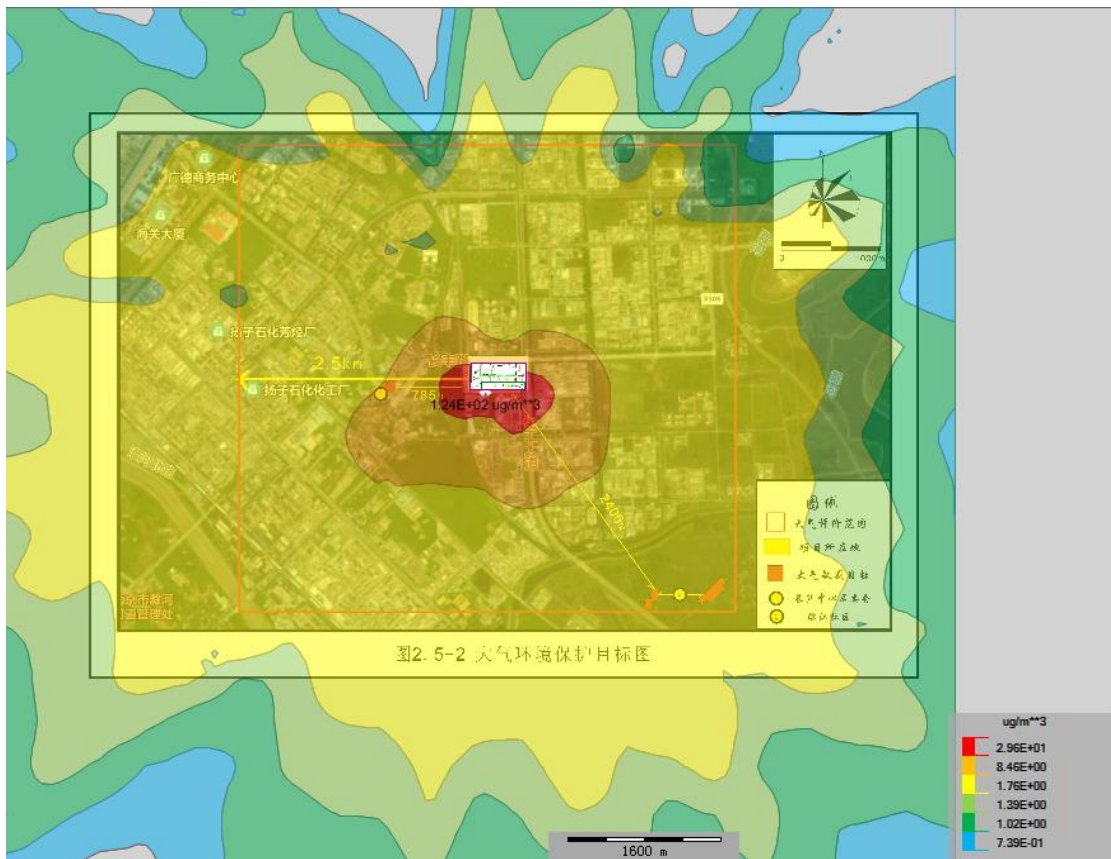 广德商务中心
海关大厦
扬子石化芳烃厂
2.5km
扬子石化化工厂
785
1.24E+02 ug/m**3
2400m
X308
0
1000m
图例
大气评价范围
项目所在地
大气敏感目标
图2.5-2 大气环境保护目标图
ug/m**3
2.96E+01
8.46E+00
1.76E+00
1.39E+00
1.02E+00
7.39E-01
1600 m